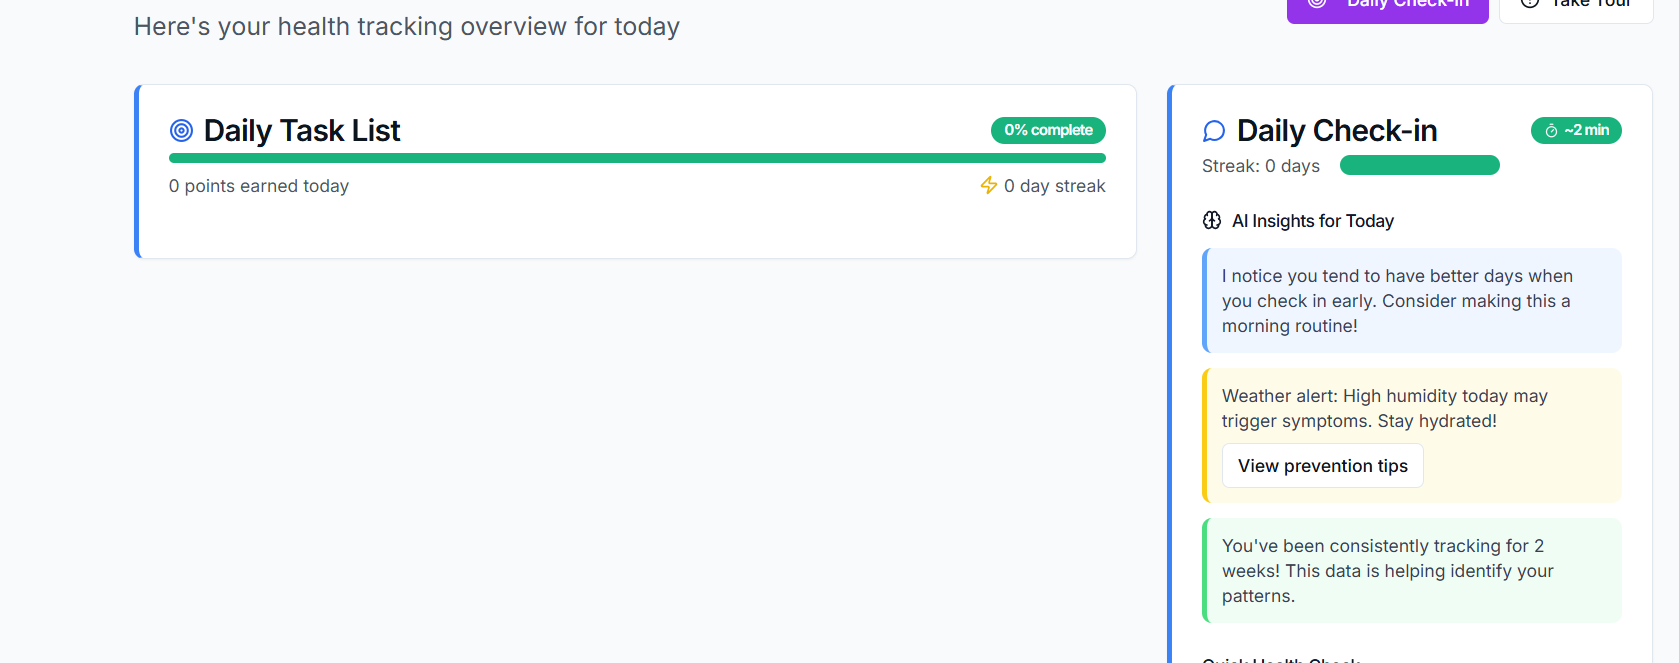 Daily Check-in
Take Tour
Here's your health tracking overview for today
Daily Task List
0% complete
0 points earned today
0 day streak
Daily Check-in
~2 min
Streak: 0 days
AI Insights for Today
I notice you tend to have better days when
you check in early. Consider making this a
morning routine!
Weather alert: High humidity today may
trigger symptoms. Stay hydrated!
View prevention tips
You've been consistently tracking for 2
weeks! This data is helping identify your
patterns.
Quick Health Check